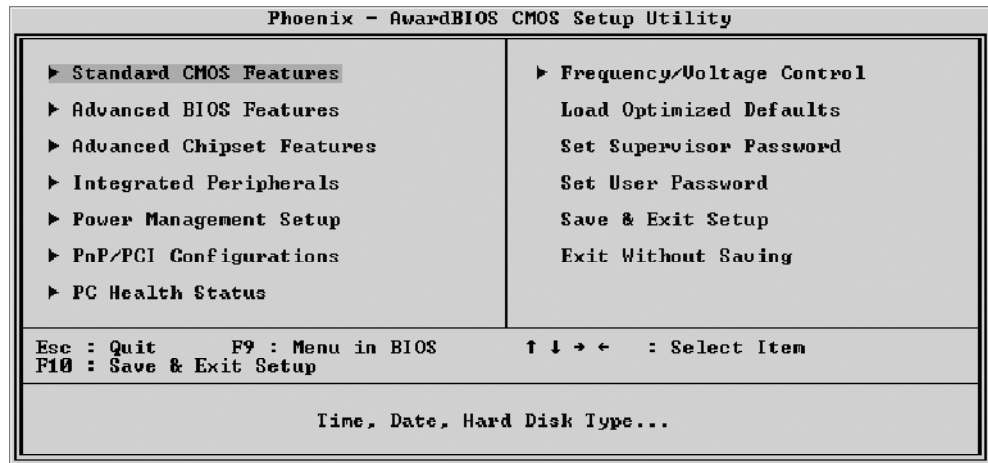 Phoenix - AwardBIOS CMOS Setup Utility
▶ Standard CMOS Features
▶ Advanced BIOS Features
▶ Advanced Chipset Features
▶ Integrated Peripherals
▶ Power Management Setup
▶ PnP/PCI Configurations
▶ PC Health Status
▶ Frequency/Voltage Control
Load Optimized Defaults
Set Supervisor Password
Set User Password
Save & Exit Setup
Exit Without Saving
Esc : Quit F9 : Menu in BIOS ↑ ↓ → ← : Select Item
F10 : Save & Exit Setup
Time, Date, Hard Disk Type...